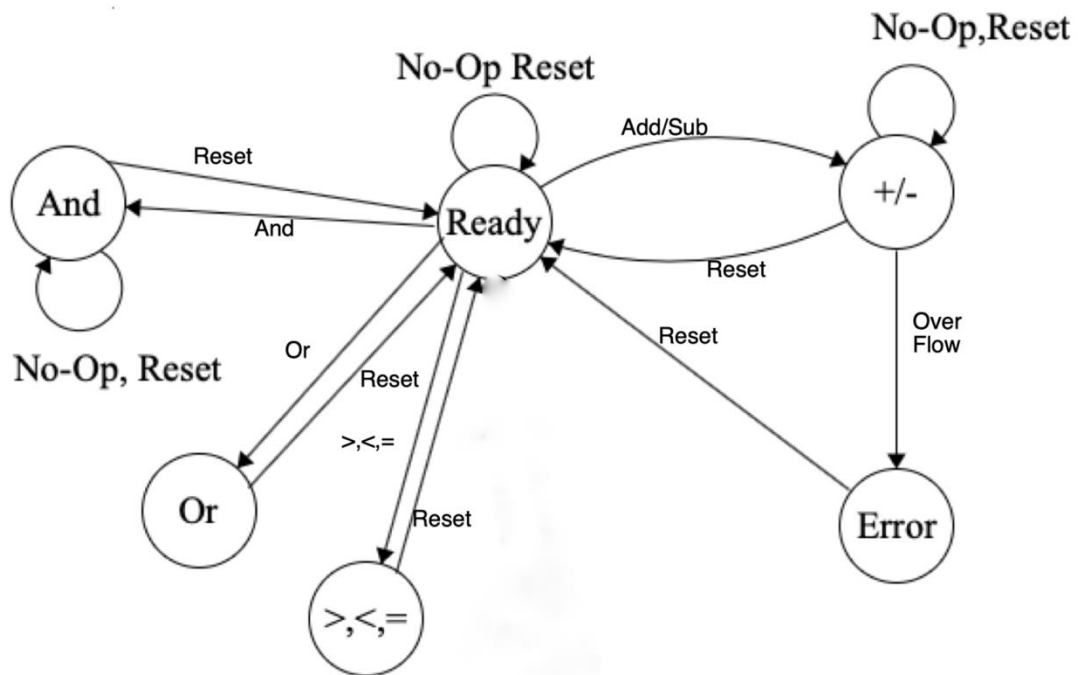 No-Op,Reset
No-Op Reset
Add/Sub
Reset
And
Ready
+/-
And
Reset
No-Op, Reset
Over
Flow
Reset
Or
Reset
>,<,=
Or
Reset
Error
>,<,=